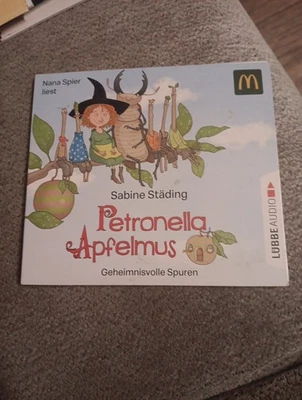 Nana Spier
liest
Sabine Städing
Petronella
Apfelmus
Geheimnisvolle Spuren
LÜBBE AUDIO